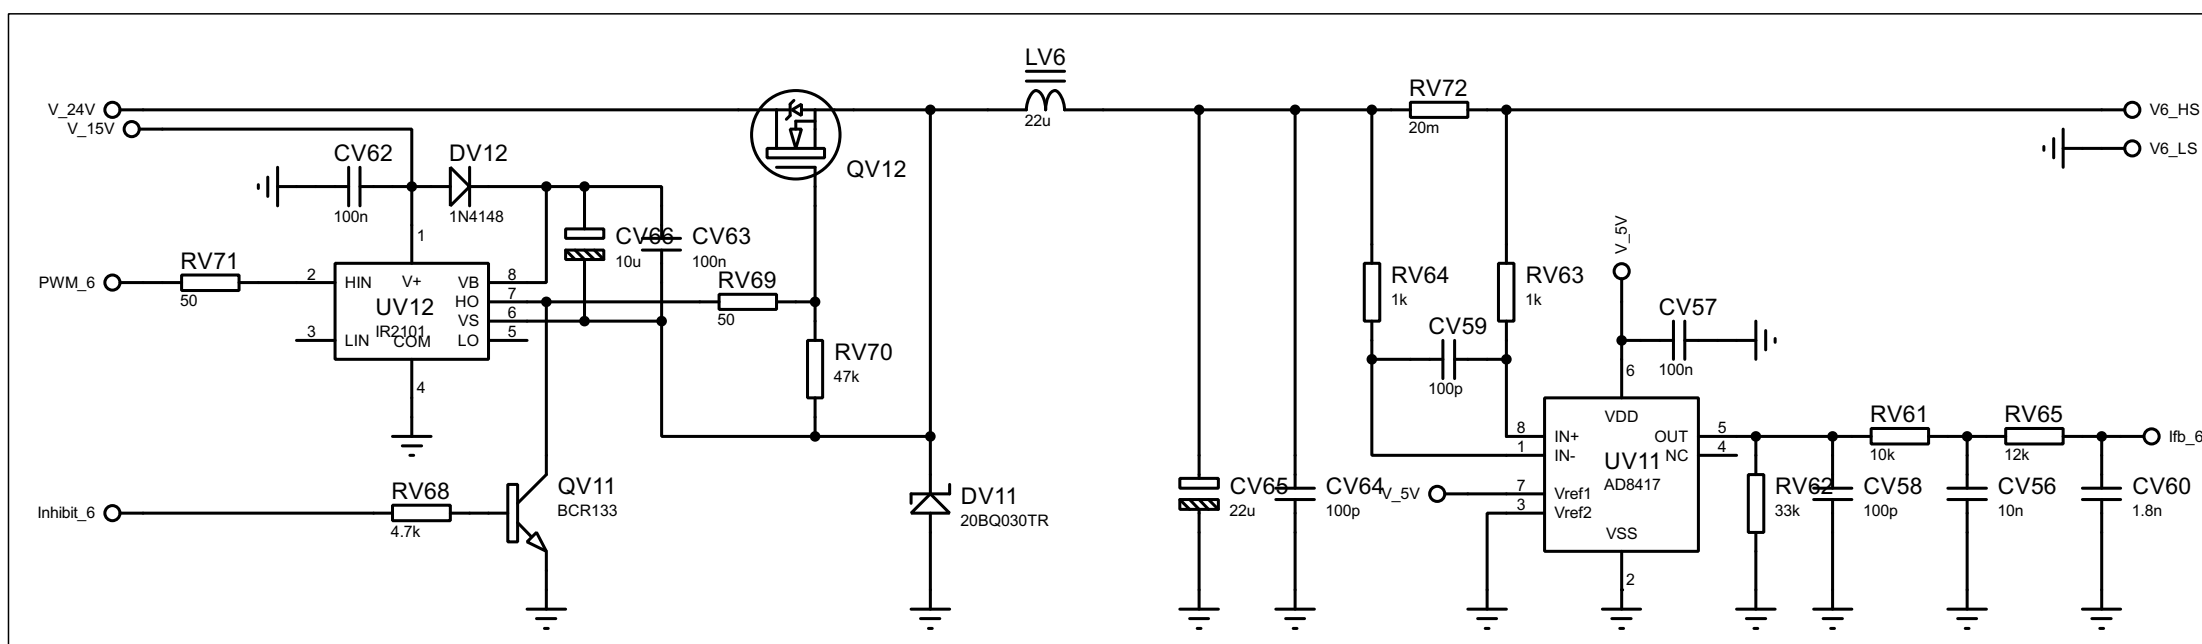 LV6
22u
RV72
20m
V_24V
V_15V
V6_HS
V6_LS
CV62
100n
DV12
1N4148
QV12
1
CV66
10u
CV63
100n
V_5V
PWM_6
RV71
50
2
HIN
V+
VB
8
UV12
HO
7
IR2101
VS
6
3
LIN
COM
LO
5
4
RV69
50
RV70
47k
RV64
1k
RV63
1k
CV59
100p
CV57
100n
6
VDD
8
IN+
OUT
5
1
IN-
NC
4
UV11
AD8417
V_5V
7
Vref1
3
Vref2
VSS
2
RV61
10k
RV65
12k
Ifb_6
Inhibit_6
RV68
4.7k
QV11
BCR133
DV11
20BQ030TR
CV65
22u
CV64
100p
RV62
33k
CV58
100p
CV56
10n
CV60
1.8n